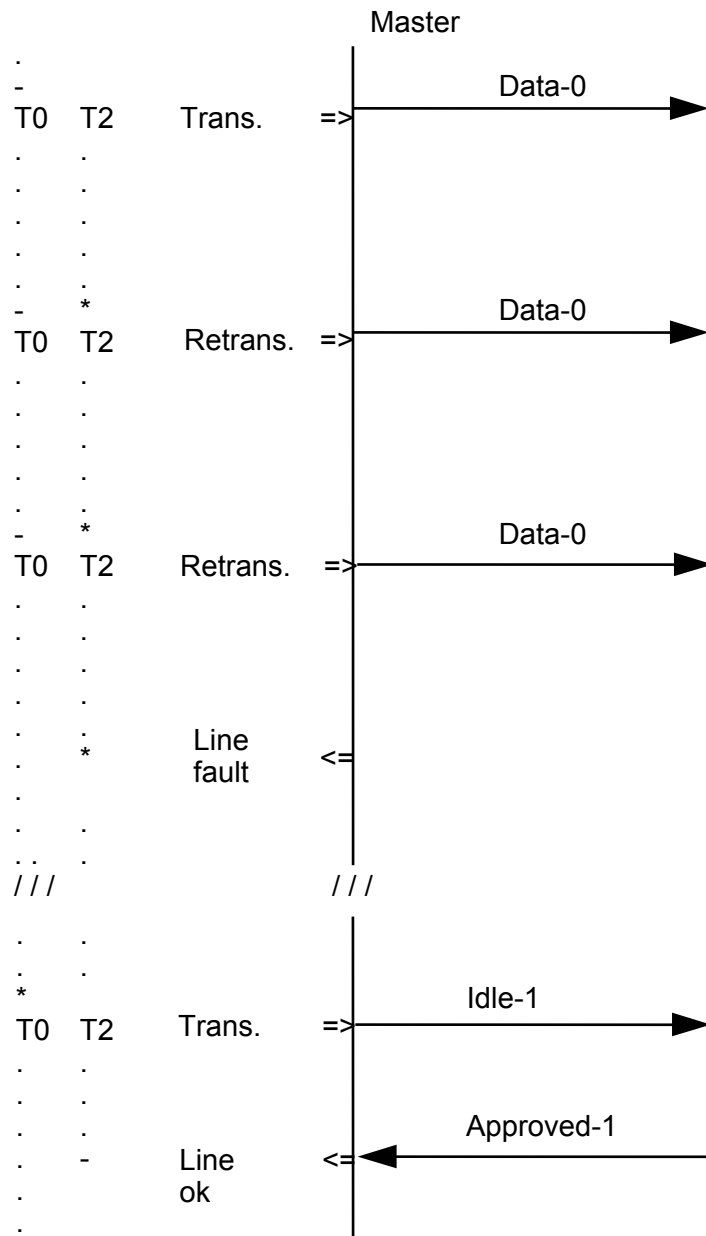 Master
.
- Data-0
T0 T2 Trans. =>
. .
. .
. .
. .
. .
- * Data-0
T0 T2 Retrans. =>
. .
. .
. .
. .
. .
- * Data-0
T0 T2 Retrans. =>
. .
. .
. .
. .
. . Line
. * fault <=
.
. .
. . .
/ / / / / /
. .
. .
* Idle-1
T0 T2 Trans. =>
. .
. .
. . Approved-1
. - Line <=
. ok
.